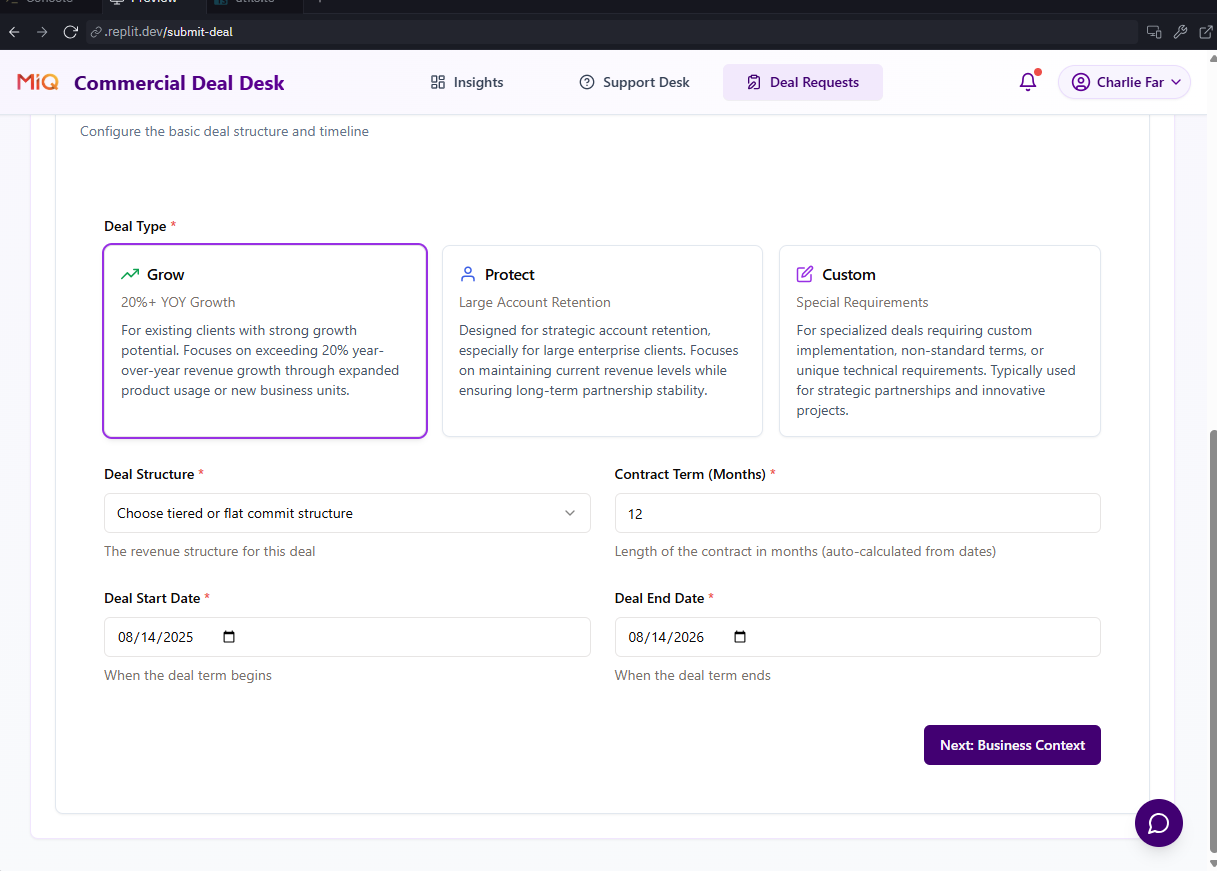 Console
Preview
.replit.dev/submit-deal
MiQ Commercial Deal Desk
Insights
Support Desk
Deal Requests
Charlie Far
Configure the basic deal structure and timeline
Deal Type *
Grow
20%+ YOY Growth
For existing clients with strong growth
potential. Focuses on exceeding 20% year-
over-year revenue growth through expanded
product usage or new business units.
Protect
Large Account Retention
Designed for strategic account retention,
especially for large enterprise clients. Focuses
on maintaining current revenue levels while
ensuring long-term partnership stability.
Custom
Special Requirements
For specialized deals requiring custom
implementation, non-standard terms, or
unique technical requirements. Typically used
for strategic partnerships and innovative
projects.
Deal Structure *
Choose tiered or flat commit structure
The revenue structure for this deal
Contract Term (Months) *
12
Length of the contract in months (auto-calculated from dates)
Deal Start Date *
08/14/2025
When the deal term begins
Deal End Date *
08/14/2026
When the deal term ends
Next: Business Context